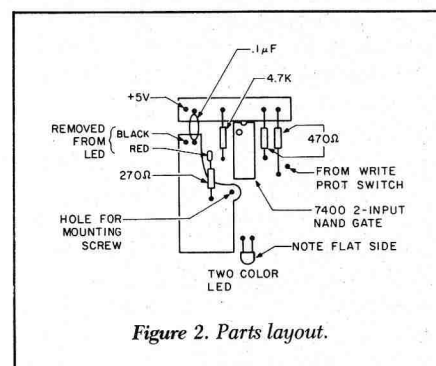 .1µF
4.7K
+5V
REMOVED FROM LED
BLACK
RED
470Ω
270Ω
FROM WRITE PROT SWITCH
HOLE FOR MOUNTING SCREW
7400 2-INPUT NAND GATE
NOTE FLAT SIDE
TWO COLOR LED
Figure 2. Parts layout.